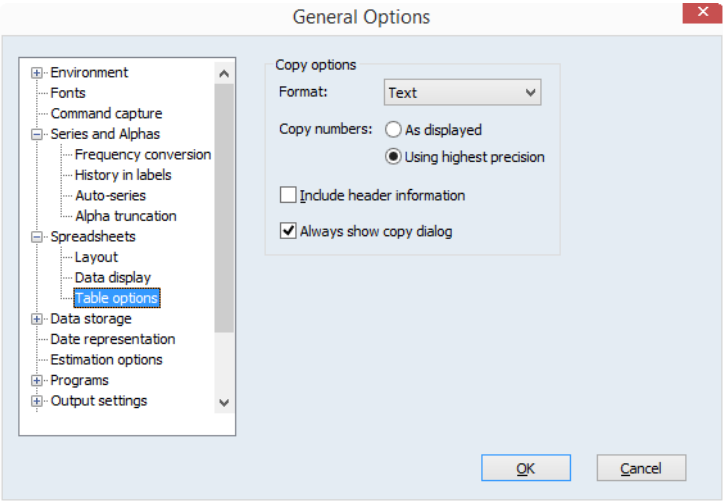 General Options
Environment
Fonts
Command capture
Series and Alphas
Frequency conversion
History in labels
Auto-series
Alpha truncation
Spreadsheets
Layout
Data display
Table options
Data storage
Date representation
Estimation options
Programs
Output settings
Copy options
Format: Text
Copy numbers: As displayed
Using highest precision
Include header information
Always show copy dialog
OK Cancel